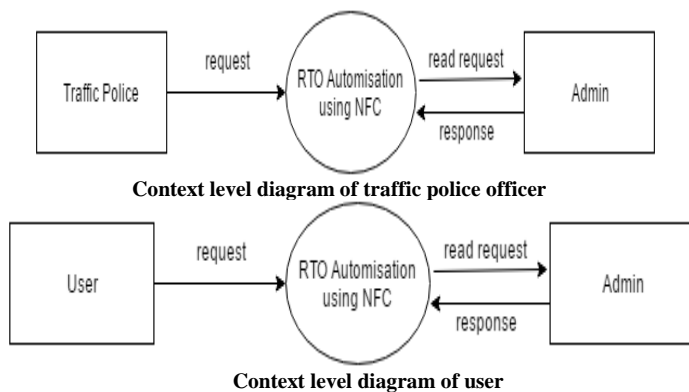 request
read request
Traffic Police
RTO Automisation
using NFC
Admin
response
Context level diagram of traffic police officer
request
read request
User
RTO Automisation
using NFC
Admin
response
Context level diagram of user